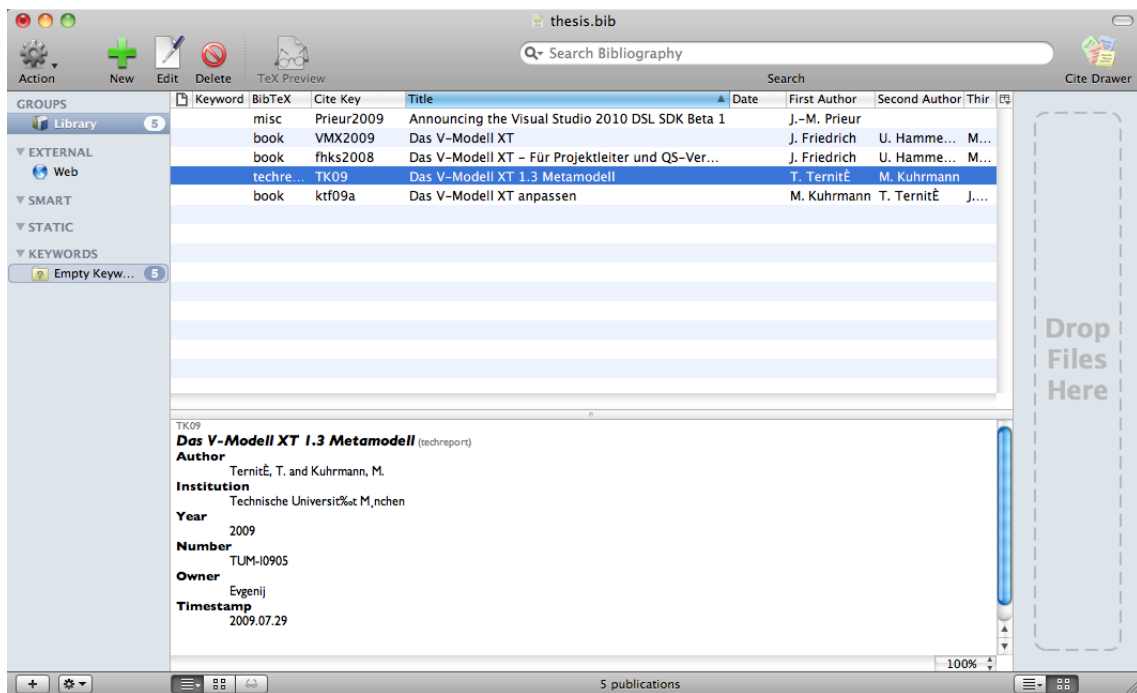 thesis.bib
Search Bibliography
Action New Edit Delete TeX Preview Search Cite Drawer
GROUPS
Library 5
EXTERNAL
Web
SMART
STATIC
KEYWORDS
Empty Keyw... 5
Keyword BibTeX Cite Key Title Date First Author Second Author Thir
misc Prieur2009 Announcing the Visual Studio 2010 DSL SDK Beta 1 J.-M. Prieur
book VMX2009 Das V-Modell XT J. Friedrich U. Hamme... M...
book fhks2008 Das V-Modell XT - Für Projektleiter und QS-Ver... J. Friedrich U. Hamme... M...
techre... TK09 Das V-Modell XT 1.3 Metamodell T. TernitÈ M. Kuhrmann
book ktf09a Das V-Modell XT anpassen M. Kuhrmann T. TernitÈ J....
Drop
Files
Here
TK09
Das V-Modell XT 1.3 Metamodell (techreport)
Author
TernitÈ, T. and Kuhrmann, M.
Institution
Technische Universit‰t M¸nchen
Year
2009
Number
TUM-I0905
Owner
Evgenij
Timestamp
2009.07.29
100%
5 publications